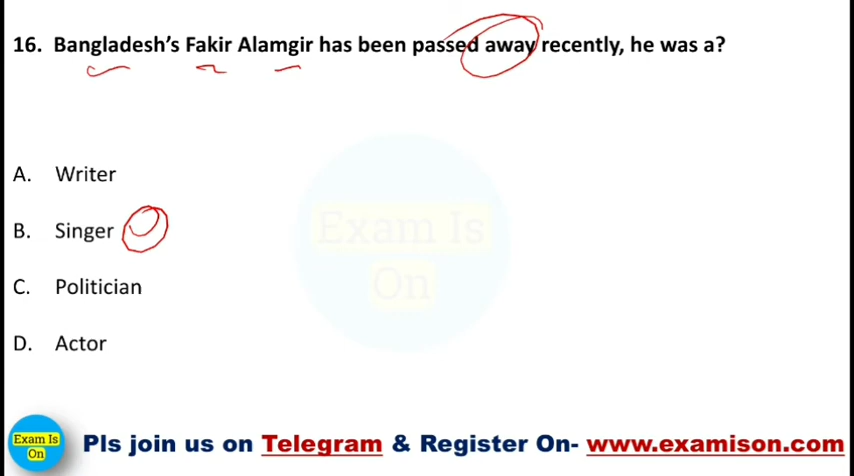 16. Bangladesh's Fakir Alamgir has been passed away recently, he was a?
A. Writer
B. Singer
C. Politician
D. Actor
Exam Is
On
Exam Is
On
Pls join us on Telegram & Register On- www.examison.com